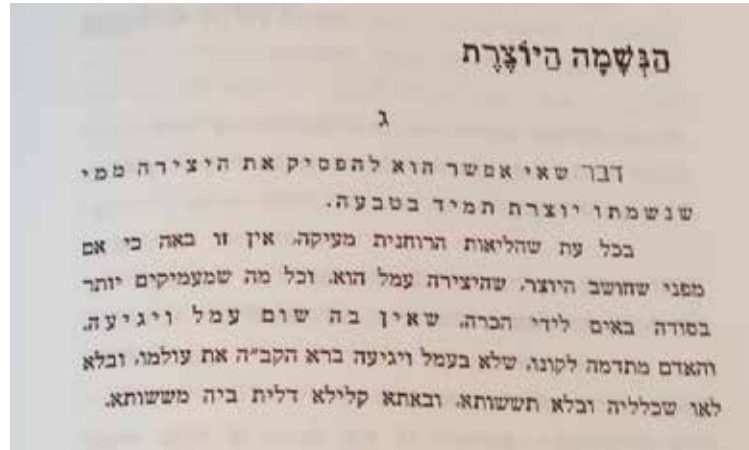 הַנְּשָׁמָה הַיּוֹצֶרֶת
ג
דבר שאי אפשר הוא להפסיק את היצירה ממי
שנשמתו יוצרת תמיד בטבעה.
בכל עת שהליאות הרוחנית מעיקה, אין זו באה כי אם
מפני שחושב היוצר, שהיצירה עמל הוא, וכל מה שמעמיקים יותר
בסודה באים לידי הכרה, שאין בה שום עמל ויגיעה,
והאדם מתדמה לקונו, שלא בעמל ויגיעה ברא הקב״ה את עולמו, ובלא
לאו שכלליה ובלא תששותא, ובאתא קלילא דלית ביה מששותא.